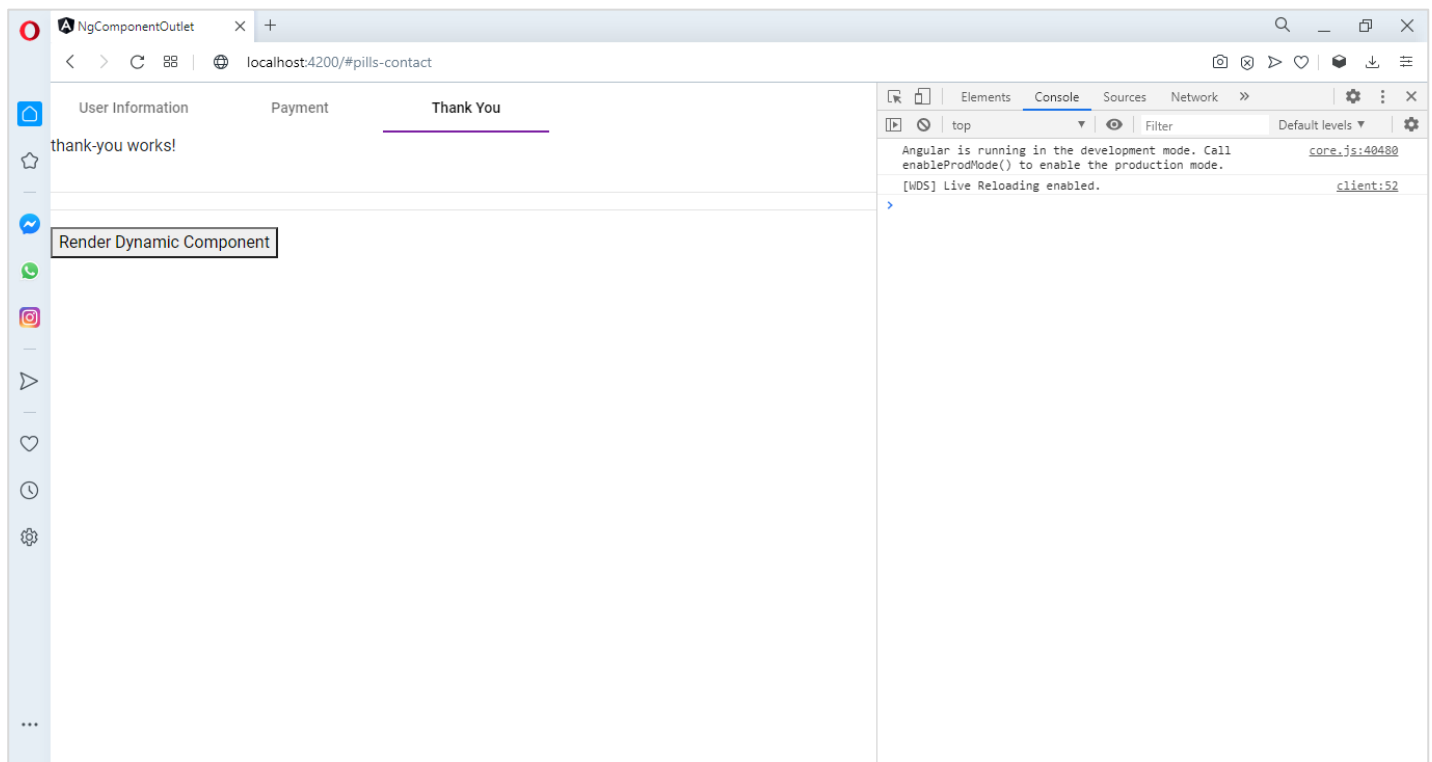 NgComponentOutlet
localhost:4200/#pills-contact
User Information Payment Thank You
thank-you works!
Render Dynamic Component
Elements Console Sources Network
top Filter Default levels
Angular is running in the development mode. Call core.js:40480
enableProdMode() to enable the production mode.
[WDS] Live Reloading enabled. client:52